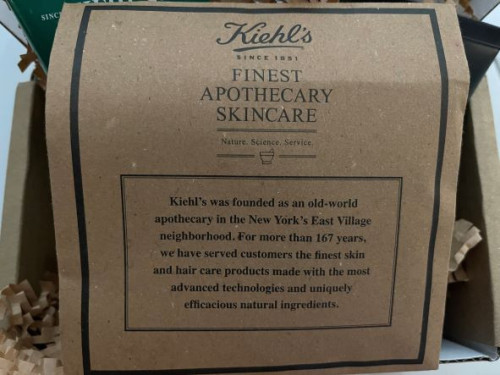 SINC
Kiehl's
SINCE 1851
FINEST
APOTHECARY
SKINCARE
Nature. Science. Service.
Kiehl's was founded as an old-world
apothecary in the New York's East Village
neighborhood. For more than 167 years,
we have served customers the finest skin
and hair care products made with the most
advanced technologies and uniquely
efficacious natural ingredients.